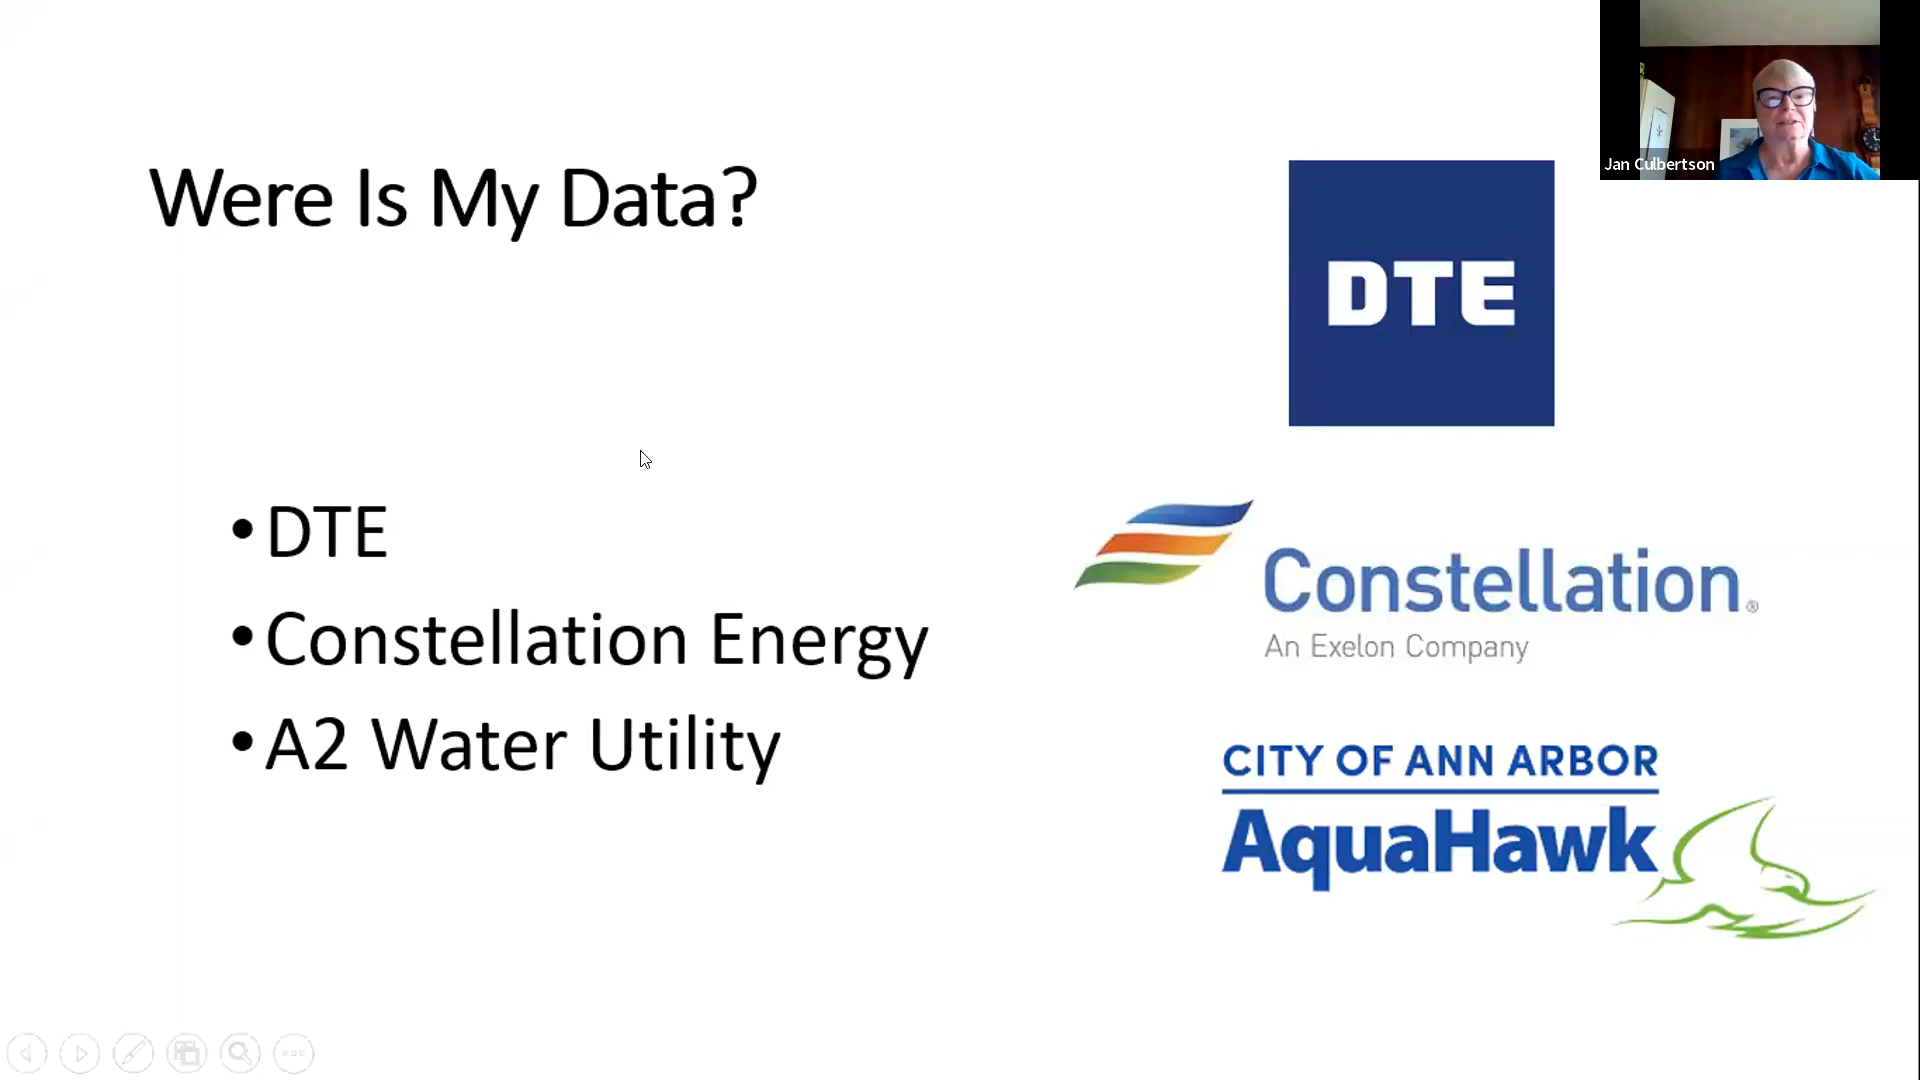 Were Is My Data?
• DTE
• Constellation Energy
• A2 Water Utility
DTE
Constellation®
An Exelon Company
CITY OF ANN ARBOR
AquaHawk
Jan Culbertson